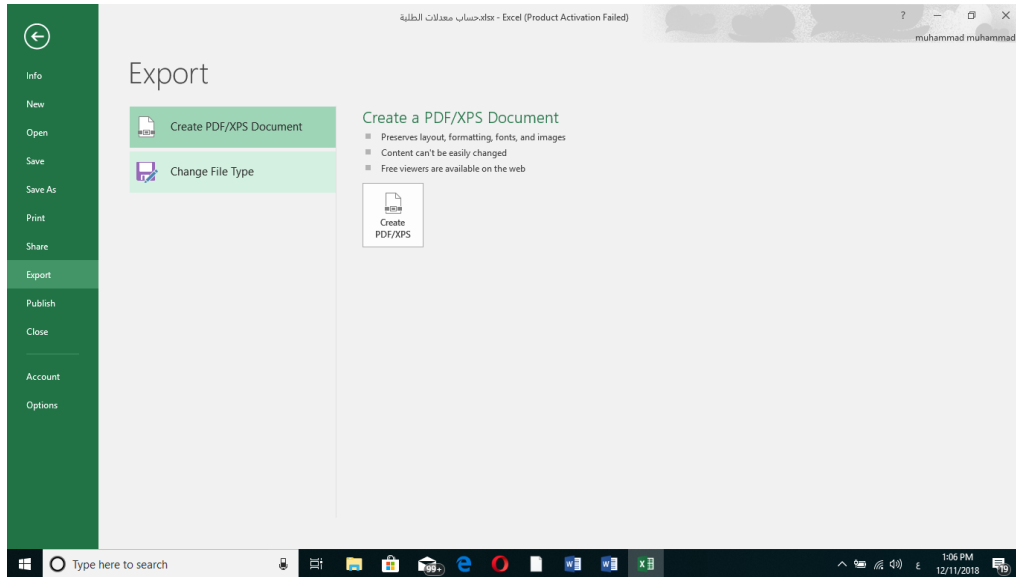 حساب معدلات الطلبة.xlsx - Excel (Product Activation Failed)
?
muhammad muhammad
Info
New
Open
Save
Save As
Print
Share
Export
Publish
Close
Account
Options
Export
Create PDF/XPS Document
Change File Type
Create a PDF/XPS Document
Preserves layout, formatting, fonts, and images
Content can't be easily changed
Free viewers are available on the web
Create
PDF/XPS
Type here to search
99+
ع
1:06 PM
12/11/2018
19